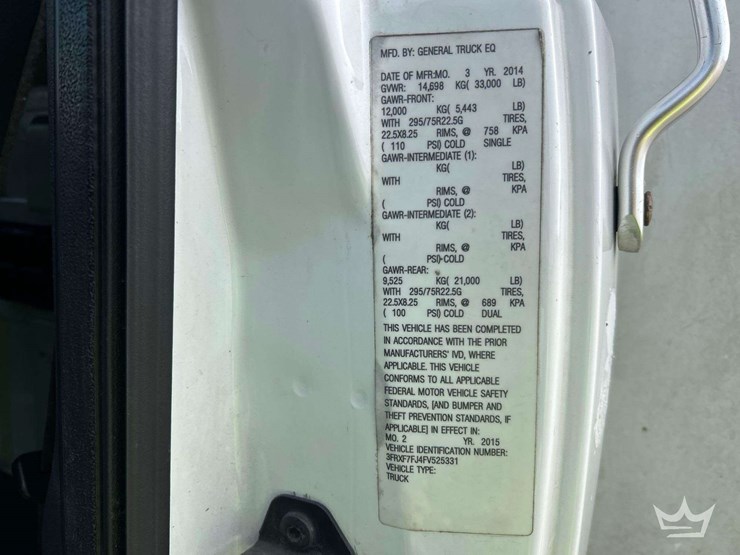 MFD. BY: GENERAL TRUCK EQ
DATE OF MFR:MO. 3 YR. 2014
GVWR: 14,698 KG( 33,000 LB)
GAWR-FRONT:
12,000 KG( 5,443 LB)
WITH 295/75R22.5G TIRES,
22.5X8.25 RIMS, @ 758 KPA
( 110 PSI) COLD SINGLE
GAWR-INTERMEDIATE (1):
KG( LB)
WITH TIRES,
RIMS, @ KPA
( PSI) COLD
GAWR-INTERMEDIATE (2):
KG( LB)
WITH TIRES,
RIMS, @ KPA
( PSI) COLD
GAWR-REAR:
9,525 KG( 21,000 LB)
WITH 295/75R22.5G TIRES,
22.5X8.25 RIMS, @ 689 KPA
( 100 PSI) COLD DUAL
THIS VEHICLE HAS BEEN COMPLETED
IN ACCORDANCE WITH THE PRIOR
MANUFACTURERS' IVD, WHERE
APPLICABLE. THIS VEHICLE
CONFORMS TO ALL APPLICABLE
FEDERAL MOTOR VEHICLE SAFETY
STANDARDS, [AND BUMPER AND
THEFT PREVENTION STANDARDS, IF
APPLICABLE] IN EFFECT IN:
MO. 2 YR. 2015
VEHICLE IDENTIFICATION NUMBER:
3FRXF7FJ4FV525331
VEHICLE TYPE:
TRUCK